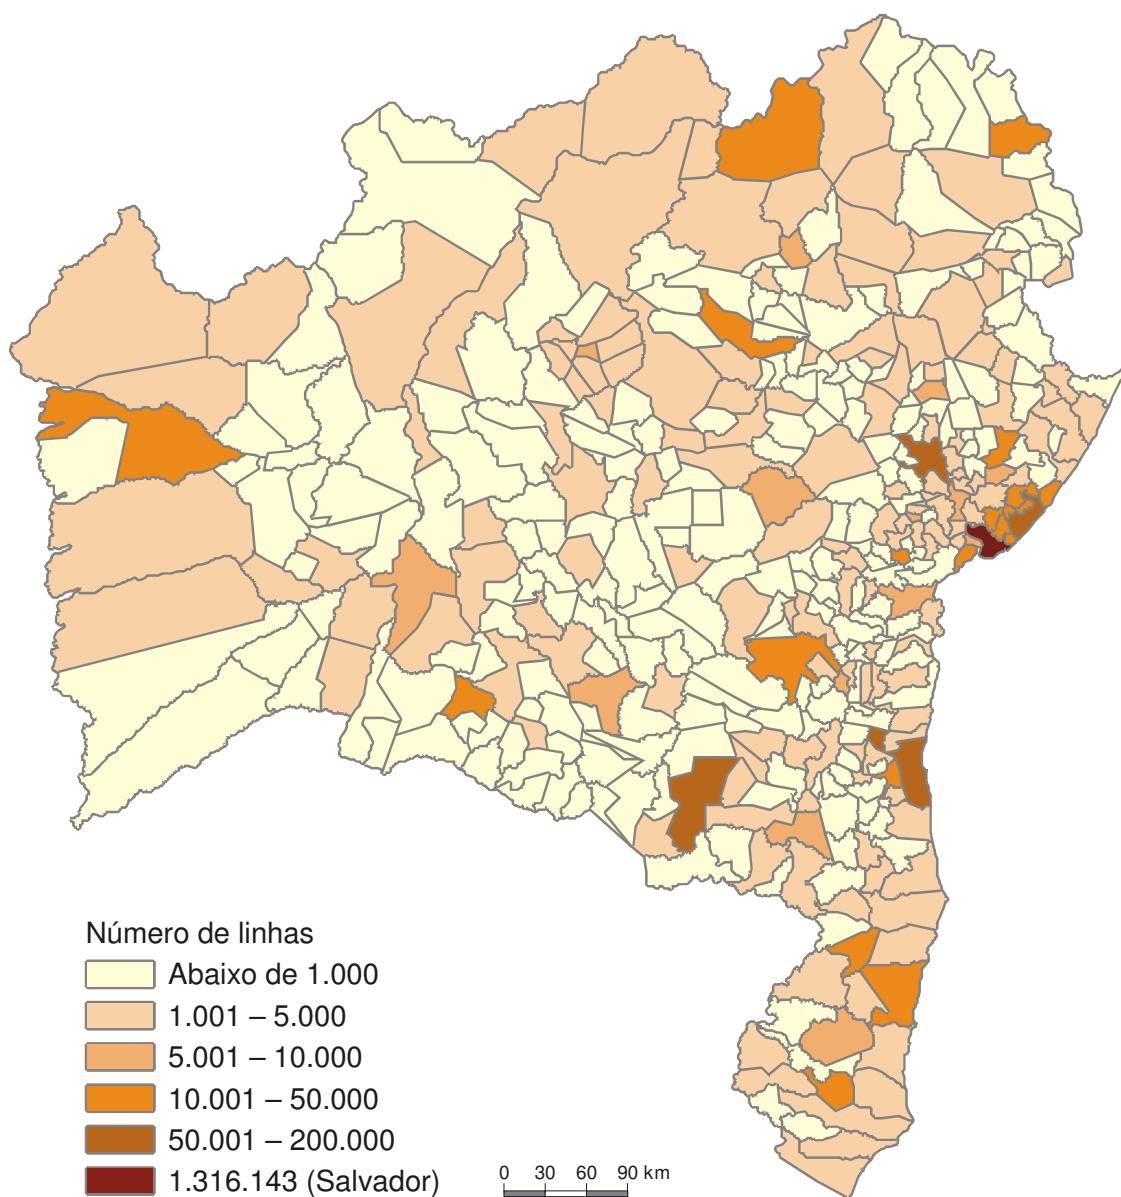 Número de linhas
Abaixo de 1.000
1.001 – 5.000
5.001 – 10.000
10.001 – 50.000
50.001 – 200.000
1.316.143 (Salvador)
0 30 60 90 km